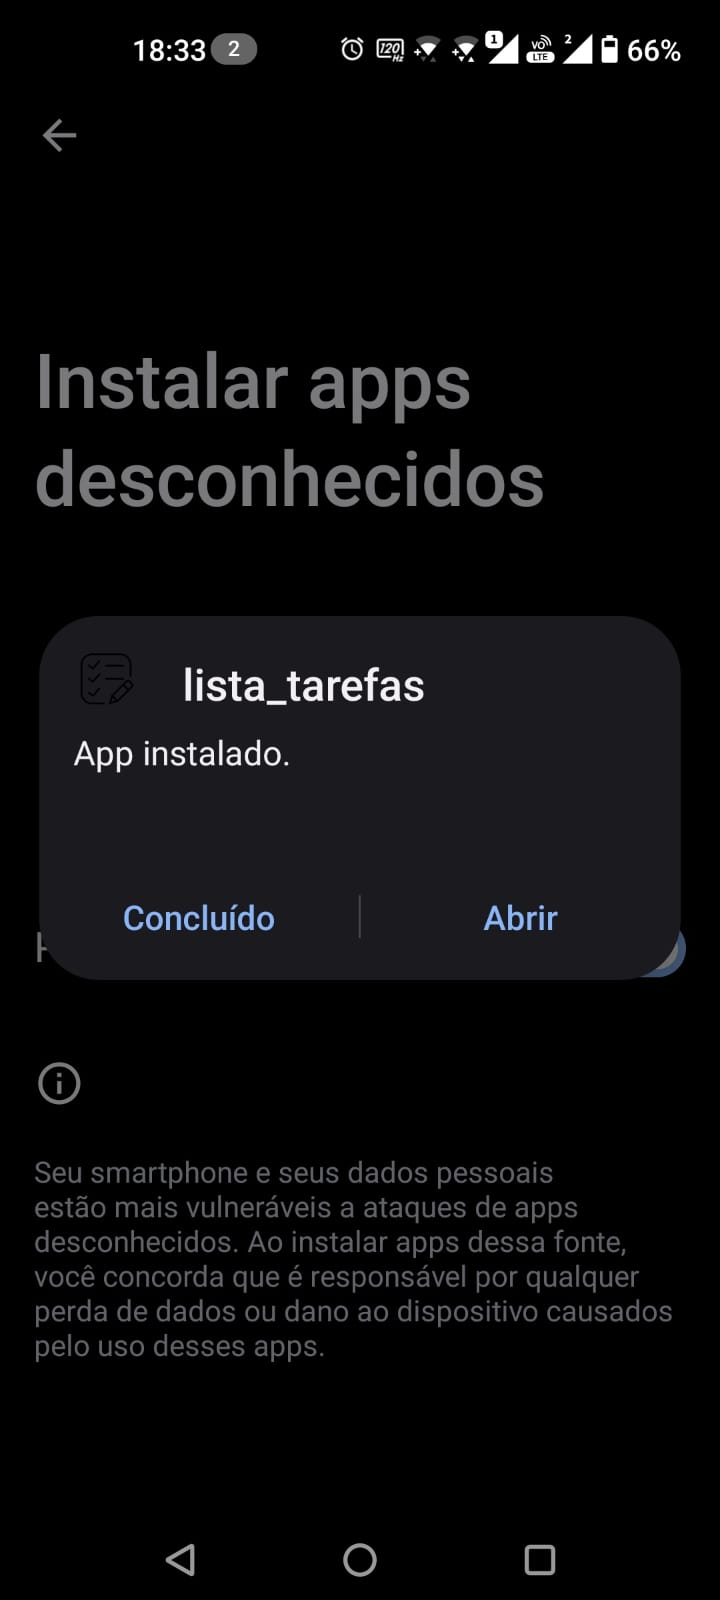 18:33 2 120 Hz 1 VO LTE 2 66%
Instalar apps
desconhecidos
lista_tarefas
App instalado.
Concluído Abrir
Seu smartphone e seus dados pessoais
estão mais vulneráveis a ataques de apps
desconhecidos. Ao instalar apps dessa fonte,
você concorda que é responsável por qualquer
perda de dados ou dano ao dispositivo causados
pelo uso desses apps.